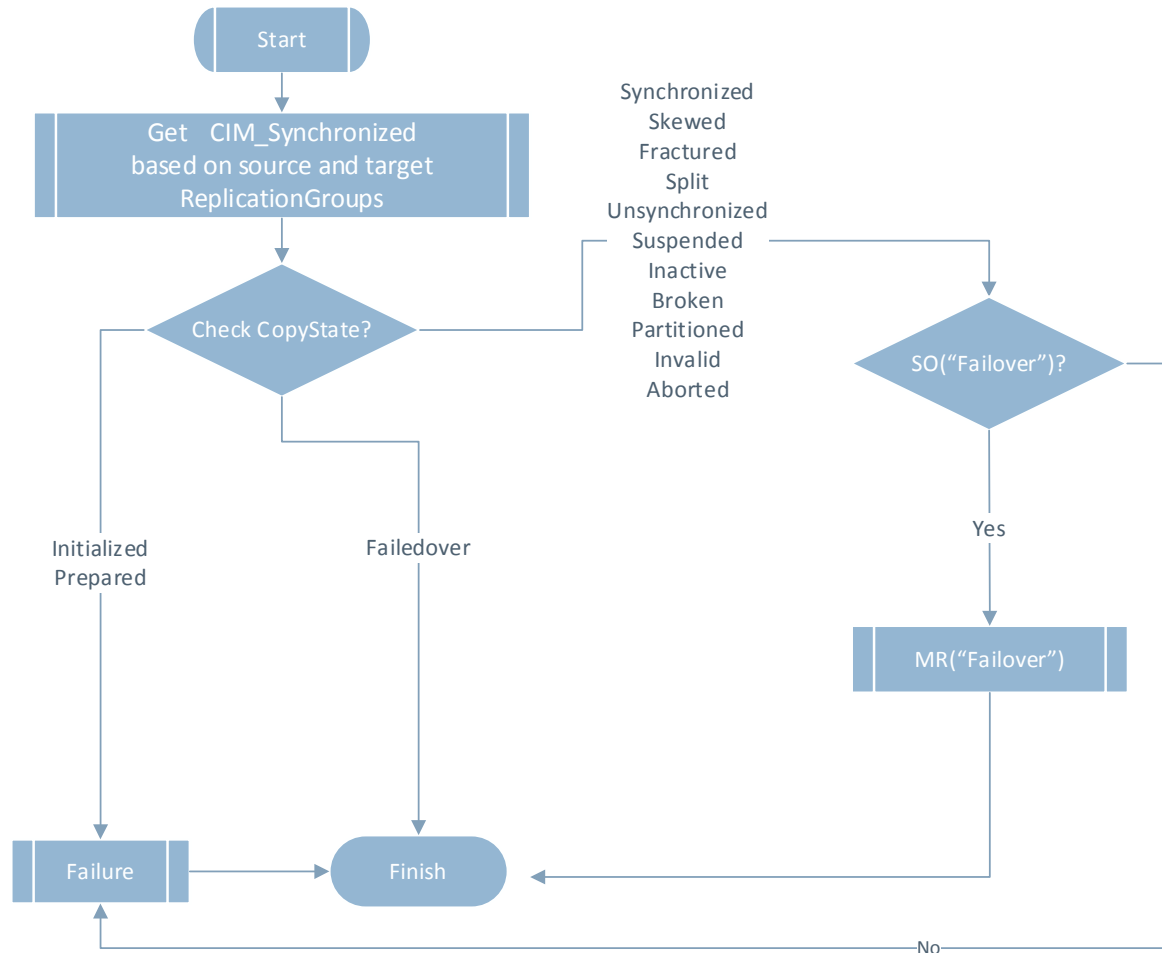 Start
Get CIM_Synchronized
based on source and target
ReplicationGroups
Check CopyState?
Synchronized
Skewed
Fractured
Split
Unsynchronized
Suspended
Inactive
Broken
Partitioned
Invalid
Aborted
SO(“Failover”)?
Initialized
Prepared
Failedover
Yes
MR(“Failover”)
Failure
Finish
No